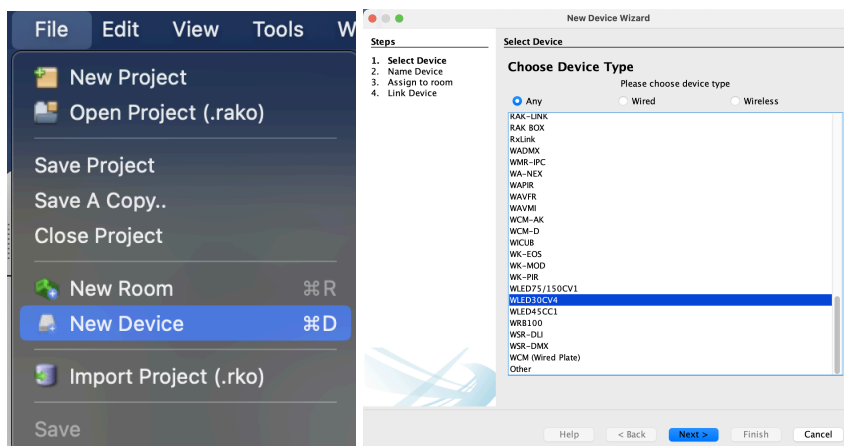 File Edit View Tools W
New Project
Open Project (.rako)
Save Project
Save A Copy..
Close Project
New Room ⌘R
New Device ⌘D
Import Project (.rko)
Save
New Device Wizard
Steps
1. Select Device
2. Name Device
3. Assign to room
4. Link Device
Select Device
Choose Device Type
Please choose device type
Any Wired Wireless
RAK-LINK
RAK BOX
RxLink
WADMX
WMR-IPC
WA-NEX
WAPIR
WAVFR
WAVMI
WCM-AK
WCM-D
WICUB
WK-EOS
WK-MOD
WK-PIR
WLED75/150CV1
WLED30CV4
WLED45CC1
WRB100
WSR-DLI
WSR-DMX
WCM (Wired Plate)
Other
Help < Back Next > Finish Cancel